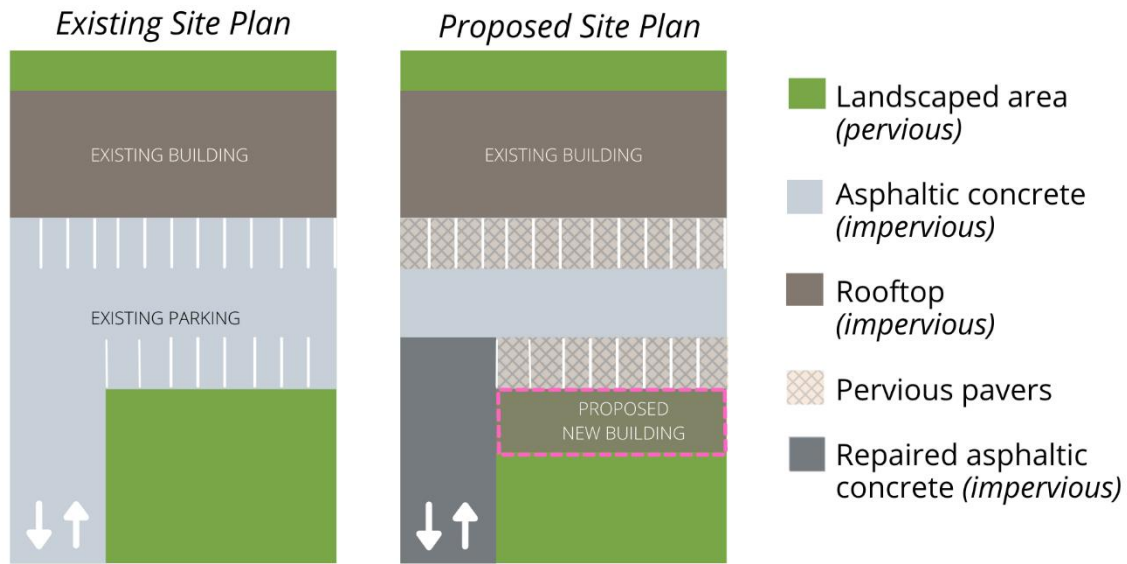 Existing Site Plan
Proposed Site Plan
EXISTING BUILDING
EXISTING PARKING
EXISTING BUILDING
PROPOSED
NEW BUILDING
Landscaped area
(pervious)
Asphaltic concrete
(impervious)
Rooftop
(impervious)
Pervious pavers
Repaired asphaltic
concrete (impervious)